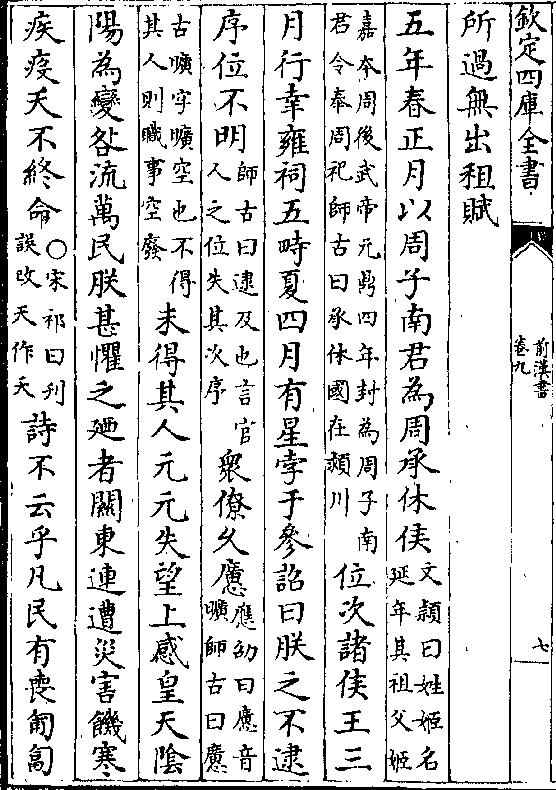 欽定四庫全書
前漢書
卷九
七
所過無出租賦
五年春正月以周子南君為周承休侯
文穎曰姓姬名
延年其祖父姬
嘉本周後武帝元鼎四年封為周子南
君令奉周祀師古曰承休國在潁川
位次諸侯王三
月行幸雍祠五畤夏四月有星孛于參詔曰朕之不逮
序位不明
師古曰逮及也言官
人之位失其次序
衆僚久懬
應劭曰懬音
曠師古曰懬
古曠字曠空也不得
其人則職事空廢
未得其人元元失望上感皇天陰
陽為變咎流萬民朕甚懼之廼者關東連遭災害饑寒
疾疫夭不終命
○宋祁曰刋
誤改天作夭
詩不云乎凡民有喪匍匐